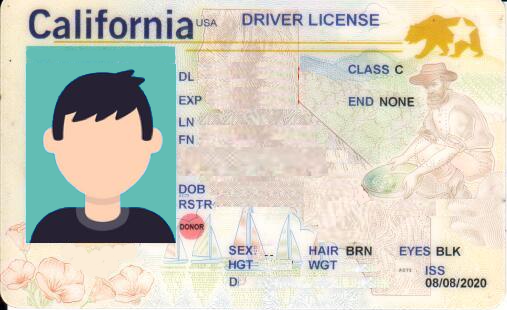 California USA DRIVER LICENSE
DL CLASS C
EXP END NONE
LN
FN
DOB
RSTR
DONOR
SEX -- HAIR BRN EYES BLK
HGT WGT ISS
D 08/08/2020